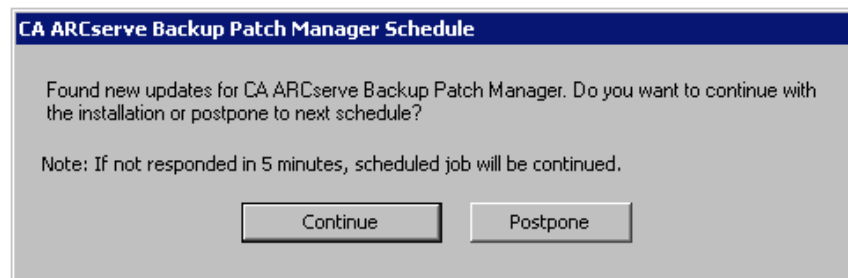 CA ARCserve Backup Patch Manager Schedule
Found new updates for CA ARCserve Backup Patch Manager. Do you want to continue with
the installation or postpone to next schedule?
Note: If not responded in 5 minutes, scheduled job will be continued.
Continue
Postpone